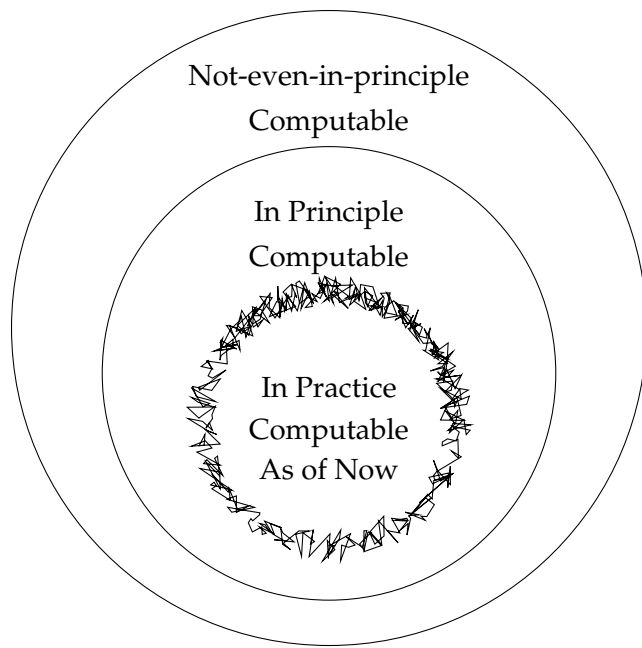 Not-even-in-principle
Computable
In Principle
Computable
In Practice
Computable
As of Now